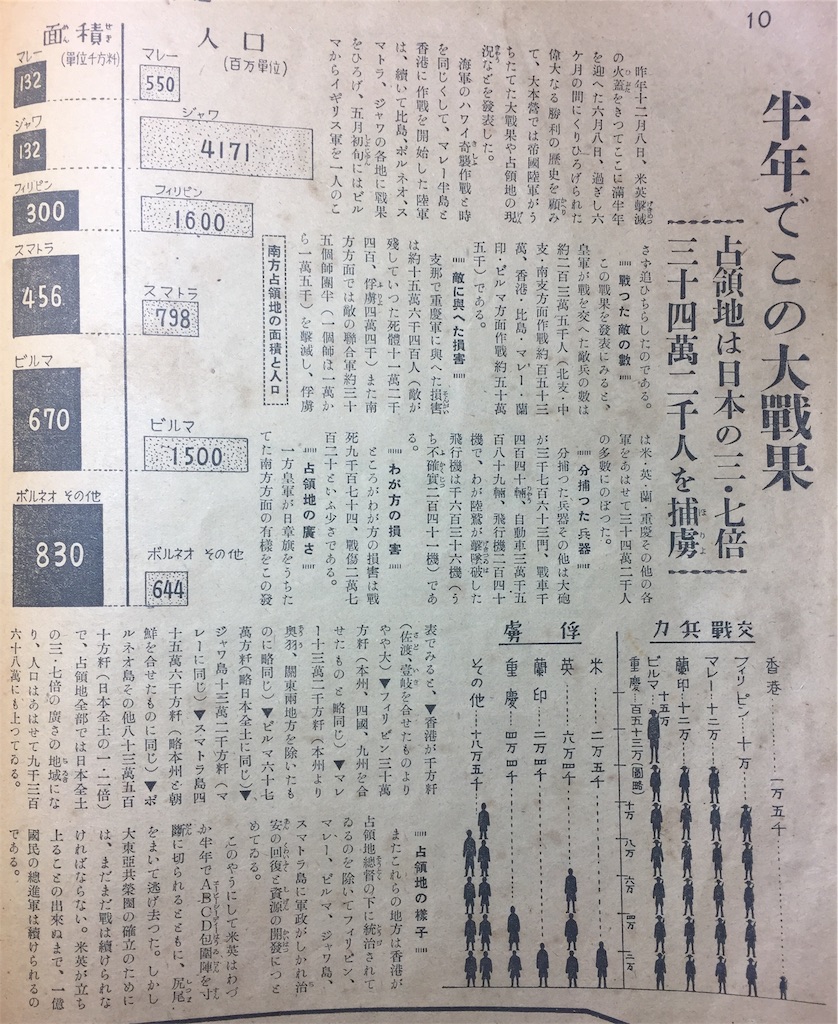 10
半年でこの大戰果
占領地は日本の三・七倍
三十四萬二千人を捕虜
昨年十二月八日、米英擊滅
の火蓋をきつてここに滿半年
を迎へた六月八日、過ぎし六
ケ月の間にくりひろげられた
偉大なる勝利の歷史を顧み
て、大本營では帝國陸軍がう
ちたてた大戰果や占領地の現
況などを發表した。
海軍のハワイ奇襲作戰と時
を同じくして、マレー半島と
香港に作戰を開始した陸軍
は、續いて比島、ボルネオ、ス
マトラ、ジャワの各地に戰果
をひろげ、五月初旬にはビル
マからイギリス軍を一人のこ
さず追ひちらしたのである。
戰つた敵の數
この戰果を發表にみると、
皇軍が戰を交へた敵兵の數は
約二百三萬五千人（北支・中
支・南支方面作戰約百五十三
萬、香港・比島・マレー・蘭
印・ビルマ方面作戰約五十萬
五千）である。
敵に與へた損害
支那で重慶軍に與へた損害
は約十五萬六千四百人（敵が
殘していつた死體十一萬二千
四百、俘虜四萬四千）また南
方方面では敵の聯合軍約三十
五個師團半（一個師は一萬か
ら一萬五千）を擊滅し、俘虜
は米・英・蘭・重慶その他の各
軍をあはせて三十四萬二千人
の多數にのぼつた。
分捕つた兵器
分捕つた兵器その他は大砲
が三千七百六十三門、戰車千
四百四十輛、自動車三萬千五
百八十九輛、飛行機二百四十
機で、わが陸鷲が擊墜破した
飛行機は千六百三十六機（う
ち不確實二百四十一機）であ
る。
わが方の損害
ところがわが方の損害は戰
死九千百七十四、戰傷二萬七
百二十といふ少さである。
占領地の廣さ
一方皇軍が日章旗をうちた
てた南方方面の有樣をこの發
表でみると、▼香港が千方粁
（佐渡、壹岐を合せたものより
やや大）▼フィリピン三十萬
方粁（本州、四國、九州を合
せたものと略同じ）▼マレ
ー十三萬二千方粁（本州より
奧羽、關東兩地方を除いたも
のに略同じ）▼ビルマ六十七
萬方粁（略日本全土に同じ）▼
ジャワ島十三萬二千方粁（マ
レーに同じ）▼スマトラ島四
十五萬六千方粁（略本州と朝
鮮を合せたものに同じ）▼ボ
ルネオ島その他八十三萬五百
十方粁（日本全土の一・二倍）
で、占領地全部では日本全土
の三・七倍の廣さの地域にな
り、人口はあはせて九千三百
六十八萬にも上つてゐる。
占領地の樣子
またこれらの地方は香港が
占領地總督の下に統治されて
ゐるのを除いてフィリピン、
マレー、ビルマ、ジャワ島、
スマトラ島に軍政がしかれ治
安の回復と資源の開發につと
めてゐる。
このやうにして米英はわづ
か半年でABCD包圍陣を寸
斷に切られるとともに、尻尾
をまいて逃げ去つた。しかし
大東亞共榮圈の確立のために
は、まだまだ戰は續けられな
ければならない。米英が立ち
上ることの出來ぬまで、一億
國民の總進軍は續けられるの
である。
南方占領地の面積と人口
面積
(單位千方粁)
マレー
132
ジャワ
132
フィリピン
300
スマトラ
456
ビルマ
670
ボルネオ その他
830
人口
(百万單位)
マレー
550
ジャワ
4171
フィリピン
1600
スマトラ
798
ビルマ
1500
ボルネオ その他
644
交戰兵力
香港 一万五千
フィリピン 十万
マレー 十二万
蘭印 十二万
ビルマ 十五万
重慶 百五十三万(圖略)
十万
八万
六万
四万
二万
俘虜
米 二万五千
英 六万四千
蘭印 二万四千
重慶 四万四千
その他 十八万五千